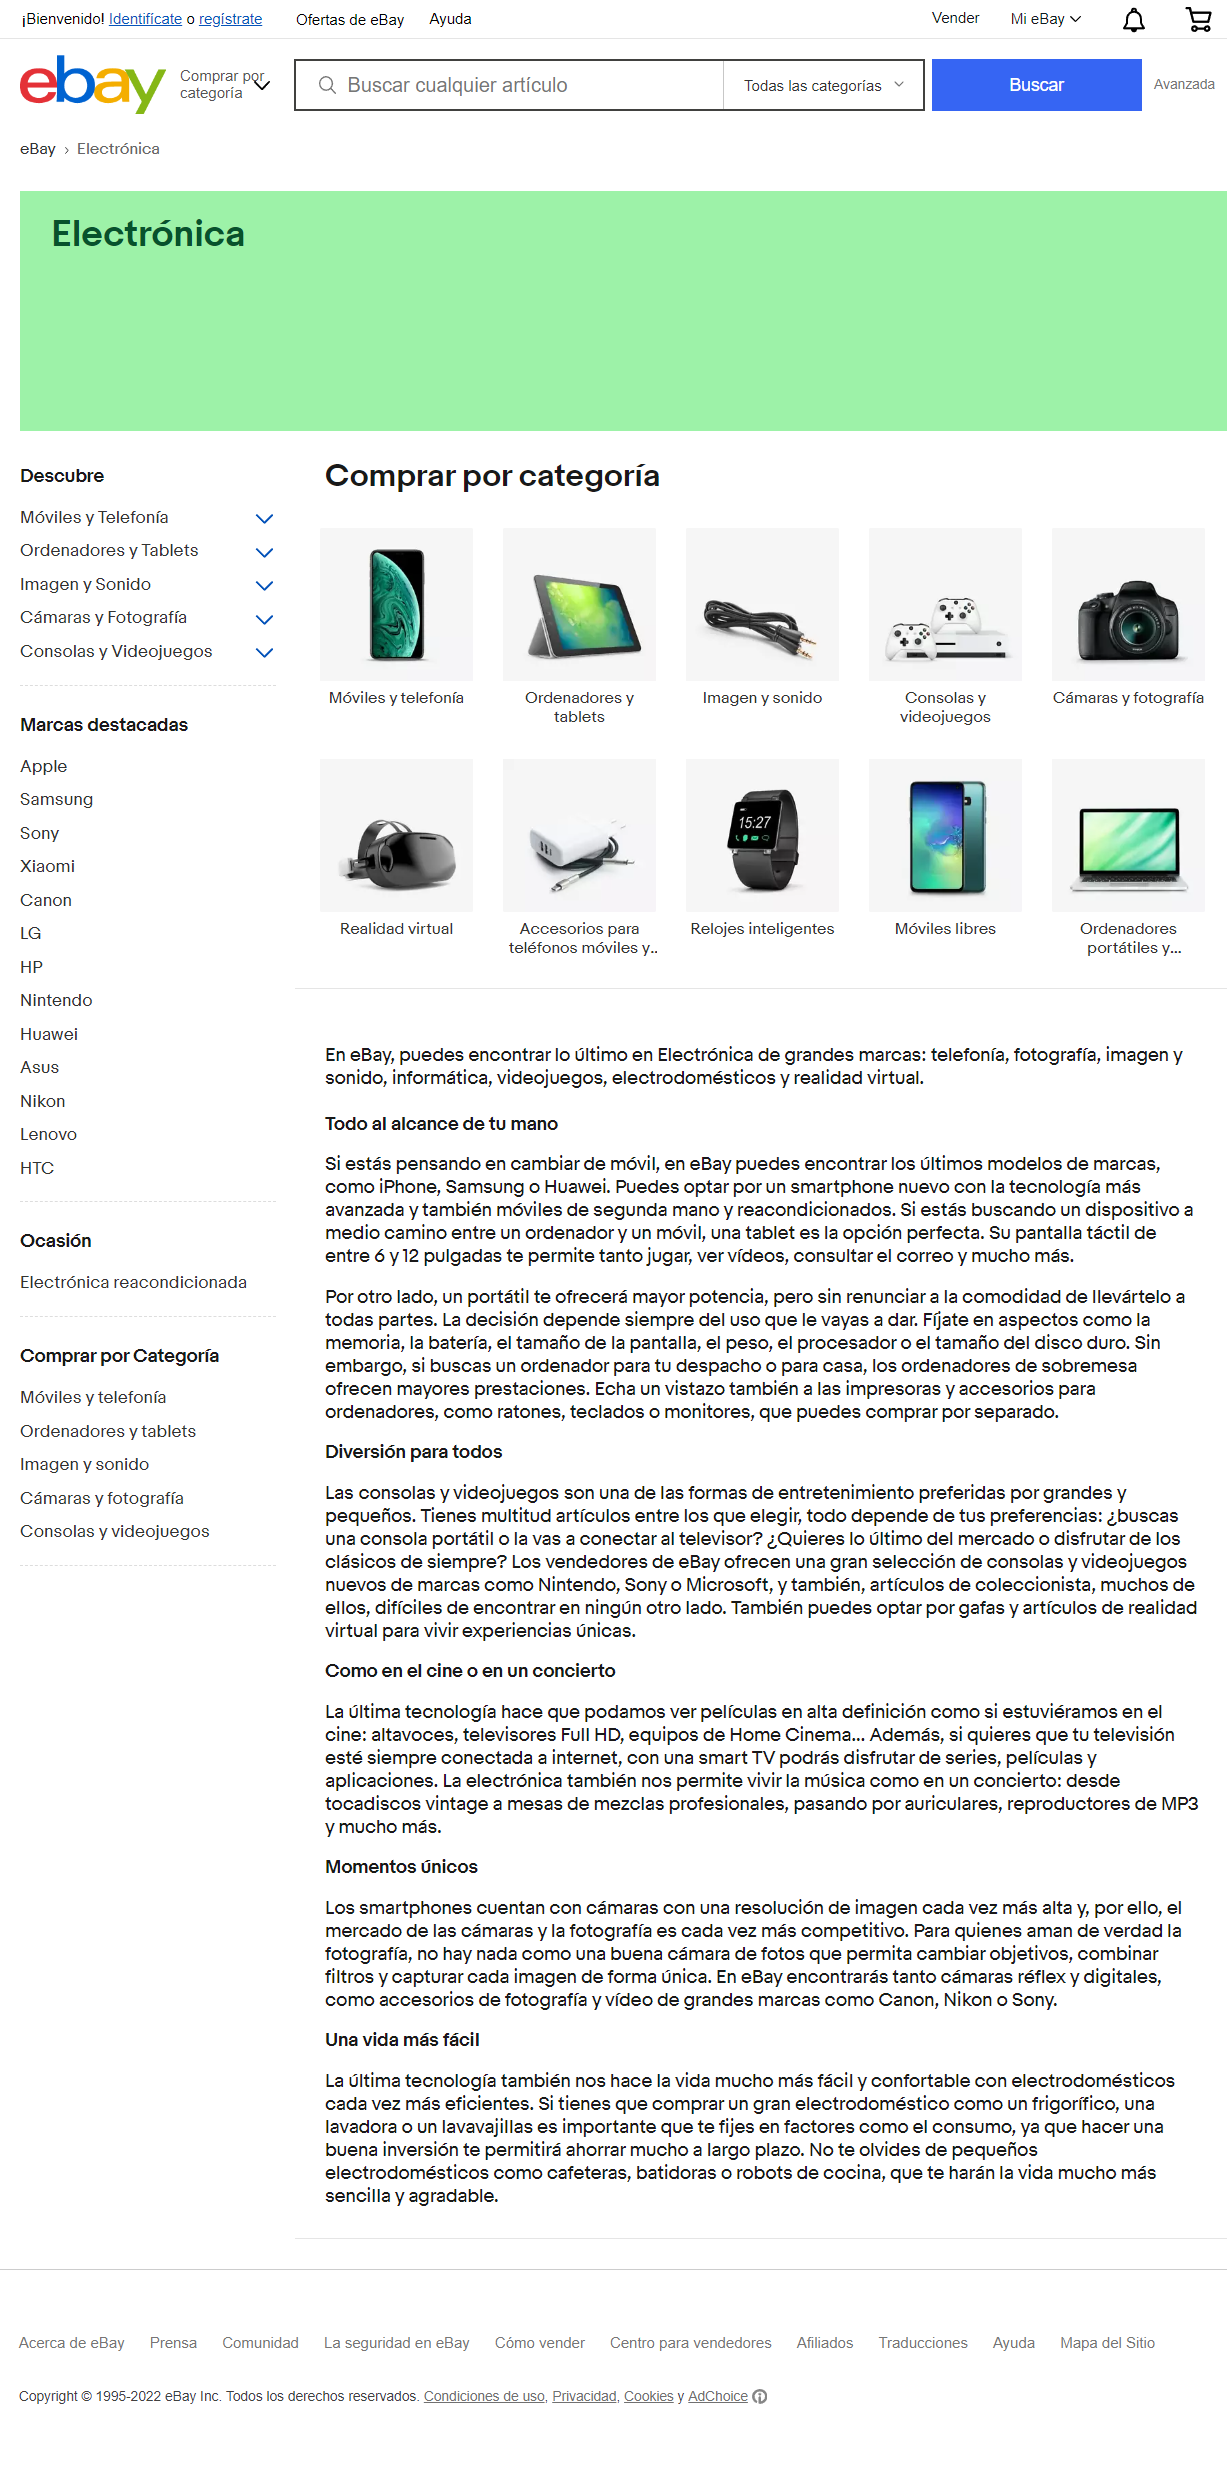 ¡Bienvenido! Identifícate o regístrate Ofertas de eBay Ayuda Vender Mi eBay
ebay
Comprar por
categoría
Buscar cualquier artículo Todas las categorías Buscar Avanzada
eBay › Electrónica
Electrónica
Descubre
Móviles y Telefonía
Ordenadores y Tablets
Imagen y Sonido
Cámaras y Fotografía
Consolas y Videojuegos
Marcas destacadas
Apple
Samsung
Sony
Xiaomi
Canon
LG
HP
Nintendo
Huawei
Asus
Nikon
Lenovo
HTC
Ocasión
Electrónica reacondicionada
Comprar por Categoría
Móviles y telefonía
Ordenadores y tablets
Imagen y sonido
Cámaras y fotografía
Consolas y videojuegos
Comprar por categoría
Móviles y telefonía
Ordenadores y
tablets
Imagen y sonido
Consolas y
videojuegos
Cámaras y fotografía
Realidad virtual
Accesorios para
teléfonos móviles y..
15:27
Relojes inteligentes
Móviles libres
Ordenadores
portátiles y...
En eBay, puedes encontrar lo último en Electrónica de grandes marcas: telefonía, fotografía, imagen y
sonido, informática, videojuegos, electrodomésticos y realidad virtual.
Todo al alcance de tu mano
Si estás pensando en cambiar de móvil, en eBay puedes encontrar los últimos modelos de marcas,
como iPhone, Samsung o Huawei. Puedes optar por un smartphone nuevo con la tecnología más
avanzada y también móviles de segunda mano y reacondicionados. Si estás buscando un dispositivo a
medio camino entre un ordenador y un móvil, una tablet es la opción perfecta. Su pantalla táctil de
entre 6 y 12 pulgadas te permite tanto jugar, ver vídeos, consultar el correo y mucho más.
Por otro lado, un portátil te ofrecerá mayor potencia, pero sin renunciar a la comodidad de llevártelo a
todas partes. La decisión depende siempre del uso que le vayas a dar. Fíjate en aspectos como la
memoria, la batería, el tamaño de la pantalla, el peso, el procesador o el tamaño del disco duro. Sin
embargo, si buscas un ordenador para tu despacho o para casa, los ordenadores de sobremesa
ofrecen mayores prestaciones. Echa un vistazo también a las impresoras y accesorios para
ordenadores, como ratones, teclados o monitores, que puedes comprar por separado.
Diversión para todos
Las consolas y videojuegos son una de las formas de entretenimiento preferidas por grandes y
pequeños. Tienes multitud artículos entre los que elegir, todo depende de tus preferencias: ¿buscas
una consola portátil o la vas a conectar al televisor? ¿Quieres lo último del mercado o disfrutar de los
clásicos de siempre? Los vendedores de eBay ofrecen una gran selección de consolas y videojuegos
nuevos de marcas como Nintendo, Sony o Microsoft, y también, artículos de coleccionista, muchos de
ellos, difíciles de encontrar en ningún otro lado. También puedes optar por gafas y artículos de realidad
virtual para vivir experiencias únicas.
Como en el cine o en un concierto
La última tecnología hace que podamos ver películas en alta definición como si estuviéramos en el
cine: altavoces, televisores Full HD, equipos de Home Cinema... Además, si quieres que tu televisión
esté siempre conectada a internet, con una smart TV podrás disfrutar de series, películas y
aplicaciones. La electrónica también nos permite vivir la música como en un concierto: desde
tocadiscos vintage a mesas de mezclas profesionales, pasando por auriculares, reproductores de MP3
y mucho más.
Momentos únicos
Los smartphones cuentan con cámaras con una resolución de imagen cada vez más alta y, por ello, el
mercado de las cámaras y la fotografía es cada vez más competitivo. Para quienes aman de verdad la
fotografía, no hay nada como una buena cámara de fotos que permita cambiar objetivos, combinar
filtros y capturar cada imagen de forma única. En eBay encontrarás tanto cámaras réflex y digitales,
como accesorios de fotografía y vídeo de grandes marcas como Canon, Nikon o Sony.
Una vida más fácil
La última tecnología también nos hace la vida mucho más fácil y confortable con electrodomésticos
cada vez más eficientes. Si tienes que comprar un gran electrodoméstico como un frigorífico, una
lavadora o un lavavajillas es importante que te fijes en factores como el consumo, ya que hacer una
buena inversión te permitirá ahorrar mucho a largo plazo. No te olvides de pequeños
electrodomésticos como cafeteras, batidoras o robots de cocina, que te harán la vida mucho más
sencilla y agradable.
Acerca de eBay Prensa Comunidad La seguridad en eBay Cómo vender Centro para vendedores Afiliados Traducciones Ayuda Mapa del Sitio
Copyright © 1995-2022 eBay Inc. Todos los derechos reservados. Condiciones de uso, Privacidad, Cookies y AdChoice